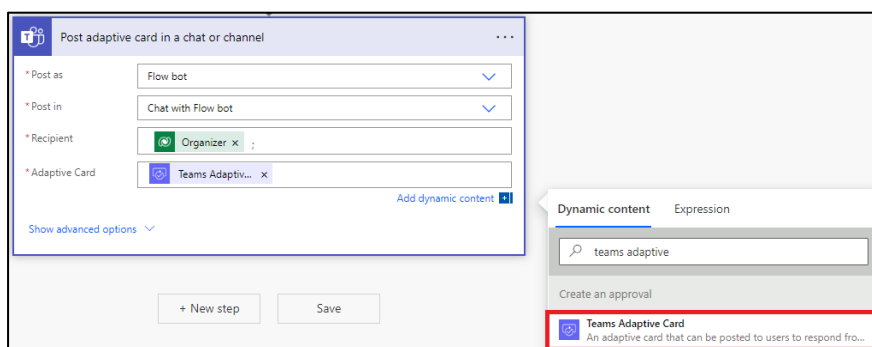 Post adaptive card in a chat or channel
* Post as
Flow bot
* Post in
Chat with Flow bot
* Recipient
Organizer × ;
* Adaptive Card
Teams Adaptiv... ×
Add dynamic content
Show advanced options
+ New step
Save
Dynamic content
Expression
teams adaptive
Create an approval
Teams Adaptive Card
An adaptive card that can be posted to users to respond fro...